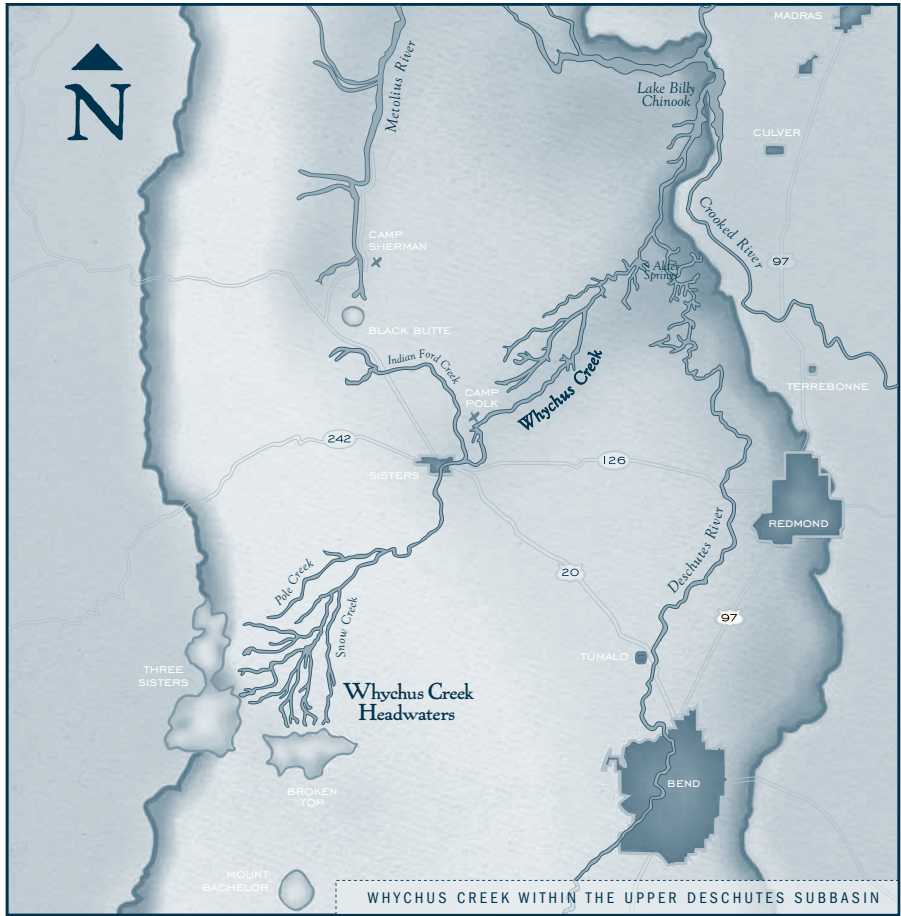 MADRAS
N
Metolius River
Lake Billy
Chinook
CULVER
Crooked River
CAMP
SHERMAN
97
Alder
Springs
BLACK BUTTE
Indian Ford Creek
TERREBONNE
CAMP
POLK
Whychus Creek
242
126
SISTERS
REDMOND
Deschutes River
20
Pole Creek
Snow Creek
97
TUMALO
THREE
SISTERS
Whychus Creek
Headwaters
BEND
BROKEN
TOP
MOUNT
BACHELOR
WHYCHUS CREEK WITHIN THE UPPER DESCHUTES SUBBASIN